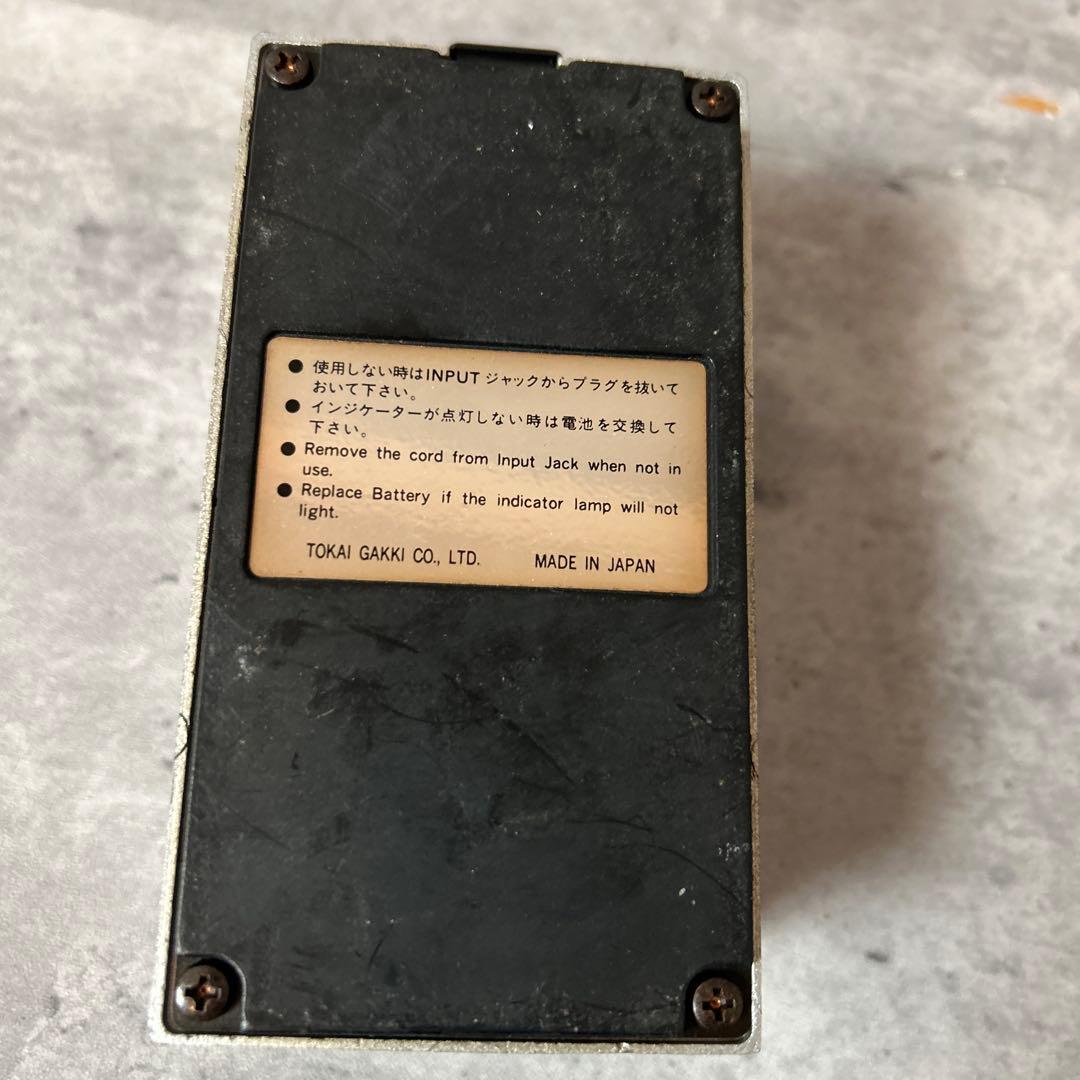 ● 使用しない時はINPUT ジャックからプラグを抜いて
おいて下さい。
● インジケーターが点灯しない時は電池を交換して
下さい。
● Remove the cord from Input Jack when not in
use.
● Replace Battery if the indicator lamp will not
light.
TOKAI GAKKI CO., LTD. MADE IN JAPAN